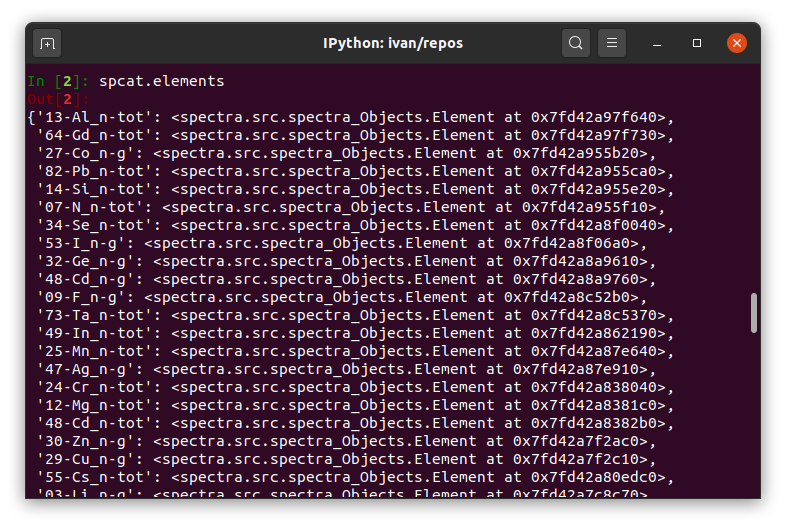 IPython: ivan/repos
In [2]: spcat.elements
Out[2]:
{'13-Al_n-tot': <spectra.src.spectra_Objects.Element at 0x7fd42a97f640>,
'64-Gd_n-tot': <spectra.src.spectra_Objects.Element at 0x7fd42a97f730>,
'27-Co_n-g': <spectra.src.spectra_Objects.Element at 0x7fd42a955b20>,
'82-Pb_n-tot': <spectra.src.spectra_Objects.Element at 0x7fd42a955ca0>,
'14-Si_n-tot': <spectra.src.spectra_Objects.Element at 0x7fd42a955e20>,
'07-N_n-tot': <spectra.src.spectra_Objects.Element at 0x7fd42a955f10>,
'34-Se_n-tot': <spectra.src.spectra_Objects.Element at 0x7fd42a8f0040>,
'53-I_n-g': <spectra.src.spectra_Objects.Element at 0x7fd42a8f06a0>,
'32-Ge_n-g': <spectra.src.spectra_Objects.Element at 0x7fd42a8a9610>,
'48-Cd_n-g': <spectra.src.spectra_Objects.Element at 0x7fd42a8a9760>,
'09-F_n-g': <spectra.src.spectra_Objects.Element at 0x7fd42a8c52b0>,
'73-Ta_n-tot': <spectra.src.spectra_Objects.Element at 0x7fd42a8c5370>,
'49-In_n-tot': <spectra.src.spectra_Objects.Element at 0x7fd42a862190>,
'25-Mn_n-tot': <spectra.src.spectra_Objects.Element at 0x7fd42a87e640>,
'47-Ag_n-g': <spectra.src.spectra_Objects.Element at 0x7fd42a87e910>,
'24-Cr_n-tot': <spectra.src.spectra_Objects.Element at 0x7fd42a838040>,
'12-Mg_n-tot': <spectra.src.spectra_Objects.Element at 0x7fd42a8381c0>,
'48-Cd_n-tot': <spectra.src.spectra_Objects.Element at 0x7fd42a8382b0>,
'30-Zn_n-g': <spectra.src.spectra_Objects.Element at 0x7fd42a7f2ac0>,
'29-Cu_n-g': <spectra.src.spectra_Objects.Element at 0x7fd42a7f2c10>,
'55-Cs_n-tot': <spectra.src.spectra_Objects.Element at 0x7fd42a80edc0>,
'03-Li_n-g': <spectra.src.spectra_Objects.Element at 0x7fd42a7c8c70>,